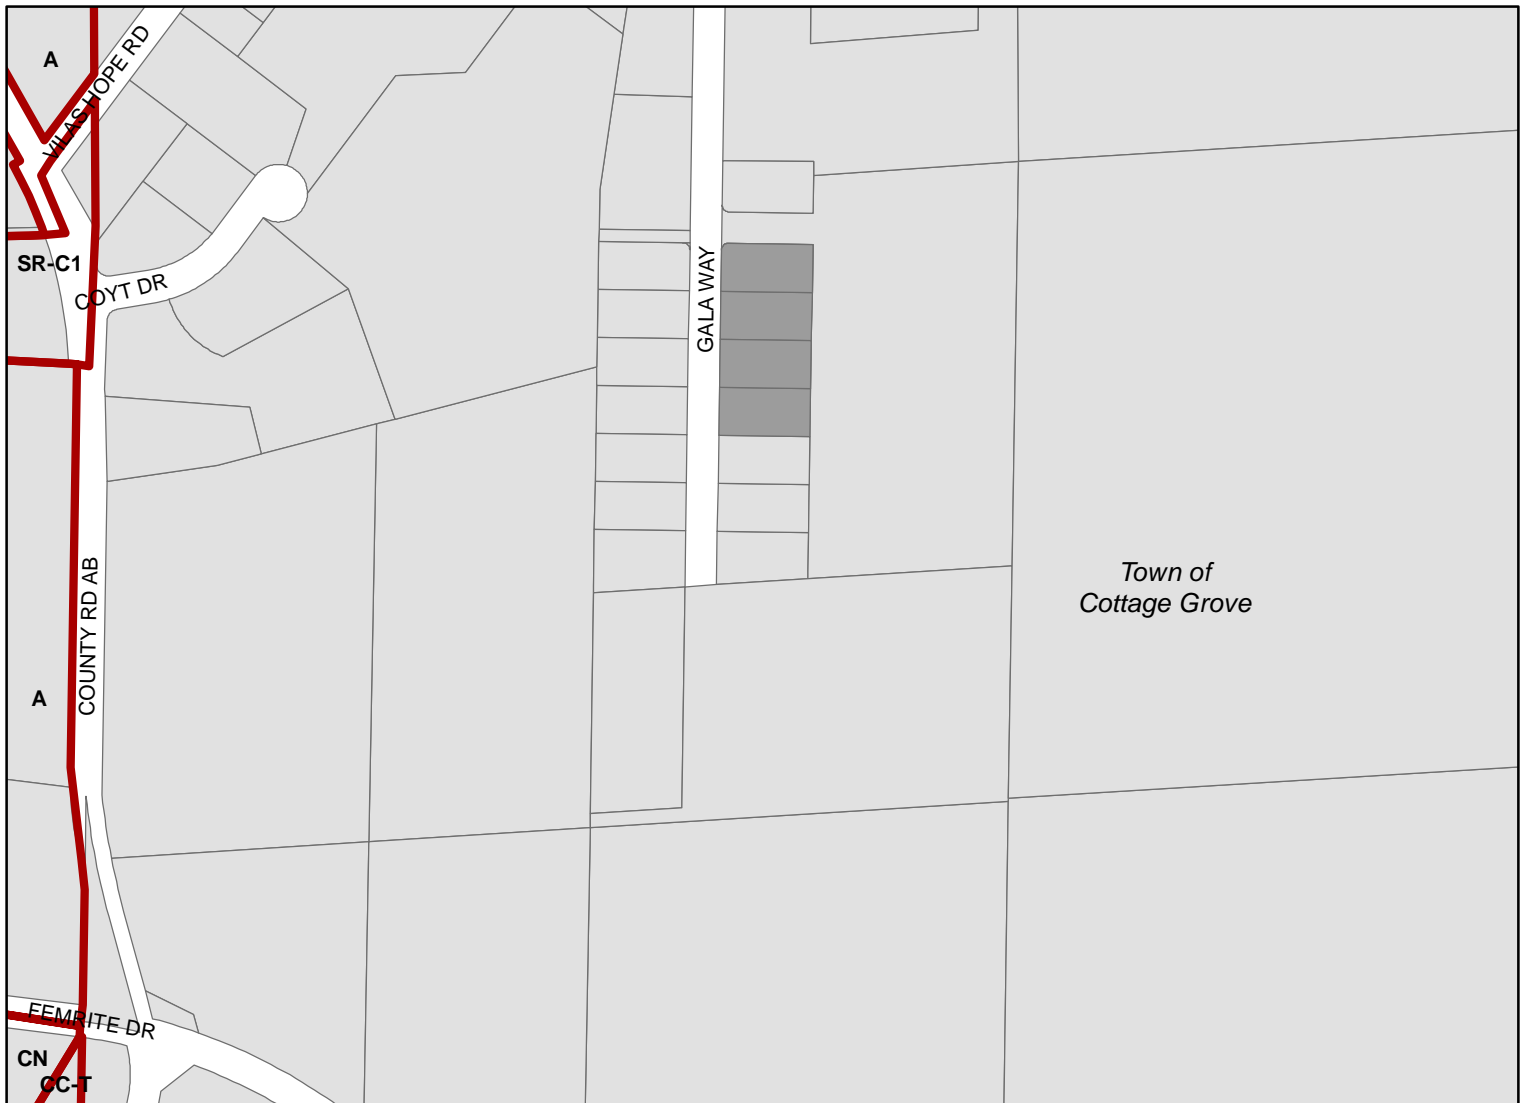 A
VILAS HOPE RD
SR-C1
COYT DR
GALA WAY
COUNTY RD AB
Town of
Cottage Grove
A
FEMRITE DR
CN
CC-T